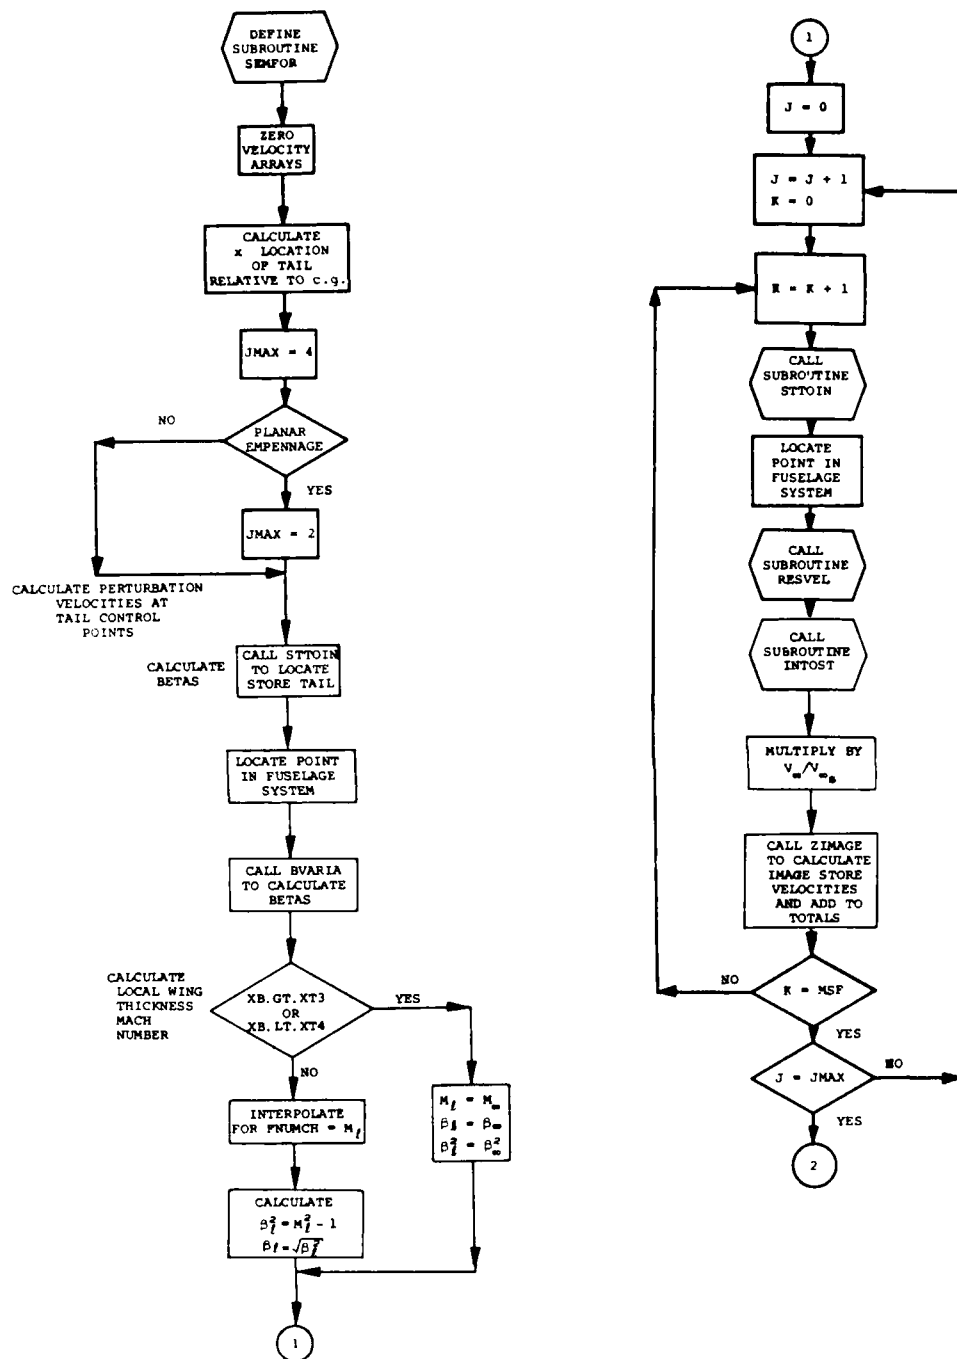 DEFINE
SUBROUTINE
SEMFOR
ZERO
VELOCITY
ARRAYS
CALCULATE
x LOCATION
OF TAIL
RELATIVE TO c.g.
JMAX = 4
NO
PLANAR
EMPENNAGE
YES
JMAX = 2
CALCULATE PERTURBATION
VELOCITIES AT
TAIL CONTROL
POINTS
CALCULATE
BETAS
CALL STTOIN
TO LOCATE
STORE TAIL
LOCATE POINT
IN FUSELAGE
SYSTEM
CALL BVARIA
TO CALCULATE
BETAS
CALCULATE
LOCAL WING
THICKNESS
MACH
NUMBER
XB.GT.XT3
OR
XB.LT.XT4
YES
NO
INTERPOLATE
FOR FNUMCH = Mℓ
Mℓ = M∞
βℓ = β∞
βℓ² = β∞²
CALCULATE
βℓ² = Mℓ² - 1
βℓ = √βℓ²
1
1
J = 0
J = J + 1
K = 0
K = K + 1
CALL
SUBROUTINE
STTOIN
LOCATE
POINT IN
FUSELAGE
SYSTEM
CALL
SUBROUTINE
RESVEL
CALL
SUBROUTINE
INTOST
MULTIPLY BY
V∞/V∞s
CALL ZIMAGE
TO CALCULATE
IMAGE STORE
VELOCITIES
AND ADD TO
TOTALS
NO
K = MSF
YES
J = JMAX
NO
YES
2